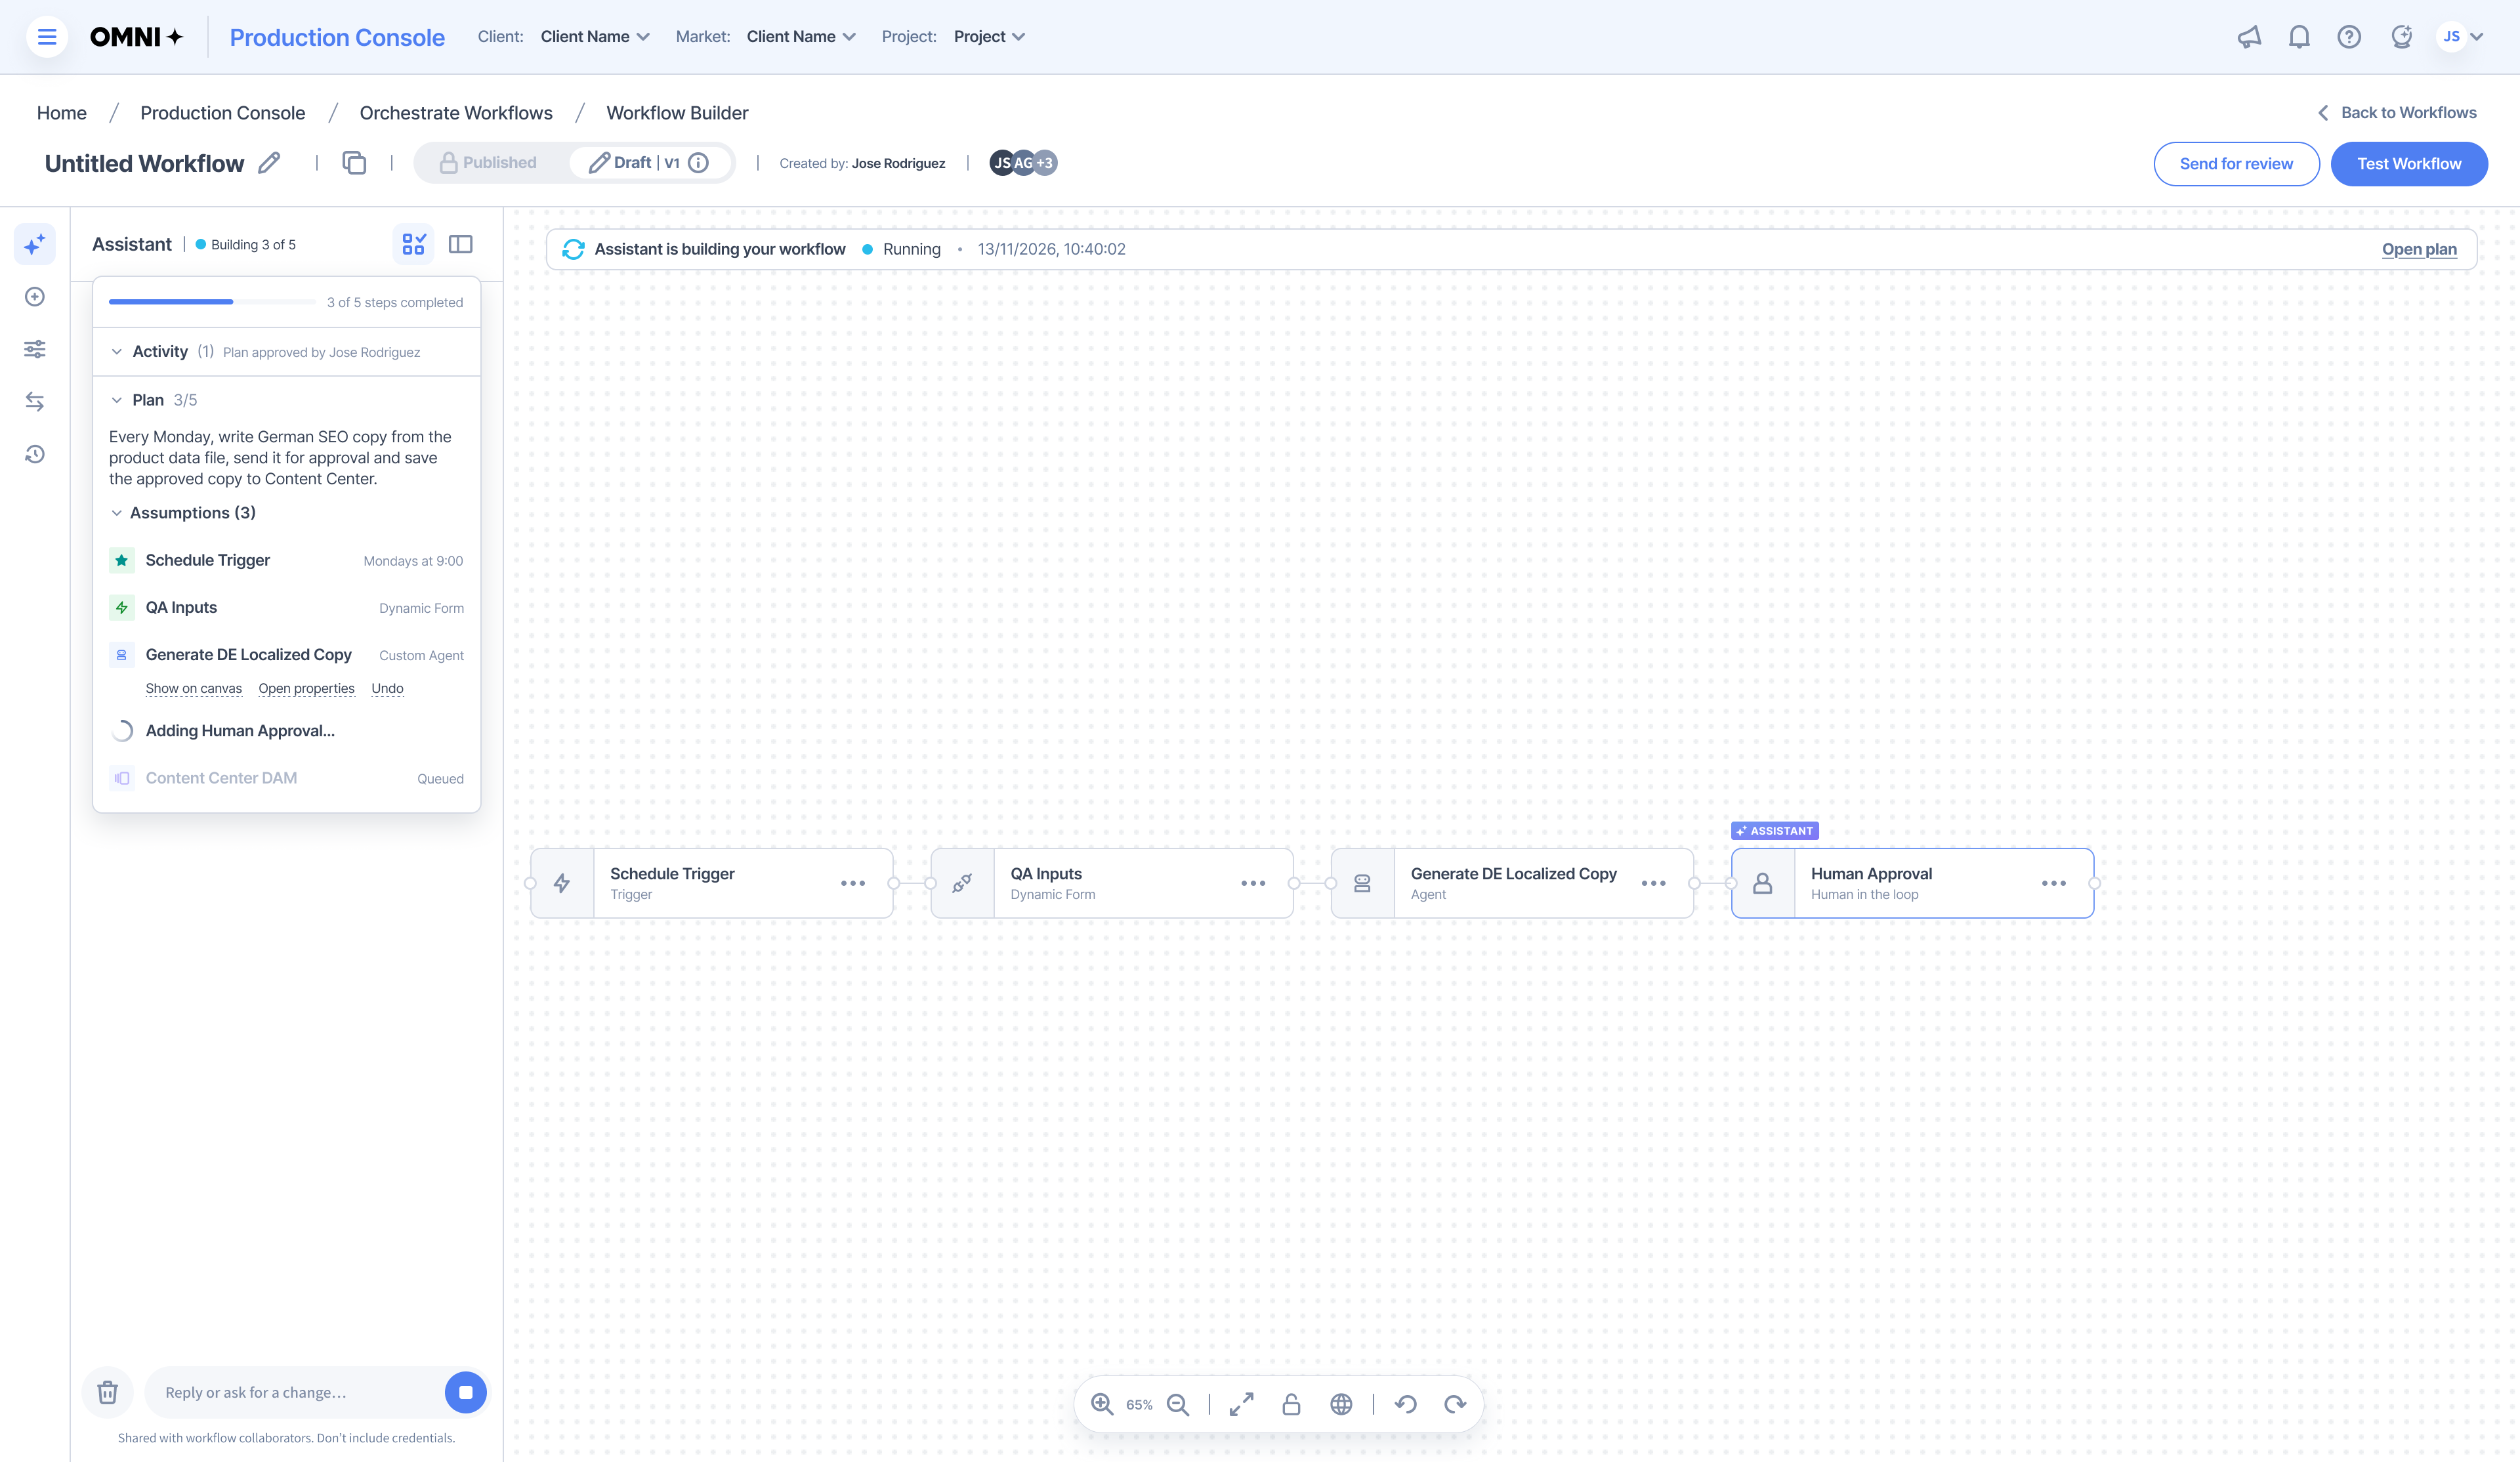 OMNI
Production Console
Client: Client Name
Market: Client Name
Project: Project
JS
Home / Production Console / Orchestrate Workflows / Workflow Builder
Back to Workflows
Untitled Workflow
Published
Draft | V1
Created by: Jose Rodriguez
JS AG +3
Send for review
Test Workflow
Assistant
Building 3 of 5
3 of 5 steps completed
Activity (1) Plan approved by Jose Rodriguez
Plan 3/5
Every Monday, write German SEO copy from the
product data file, send it for approval and save
the approved copy to Content Center.
Assumptions (3)
Schedule Trigger Mondays at 9:00
QA Inputs Dynamic Form
Generate DE Localized Copy Custom Agent
Show on canvas Open properties Undo
Adding Human Approval...
Content Center DAM Queued
Reply or ask for a change…
Shared with workflow collaborators. Don't include credentials.
Assistant is building your workflow Running • 13/11/2026, 10:40:02
Open plan
Schedule Trigger
Trigger
QA Inputs
Dynamic Form
Generate DE Localized Copy
Agent
ASSISTANT
Human Approval
Human in the loop
65%